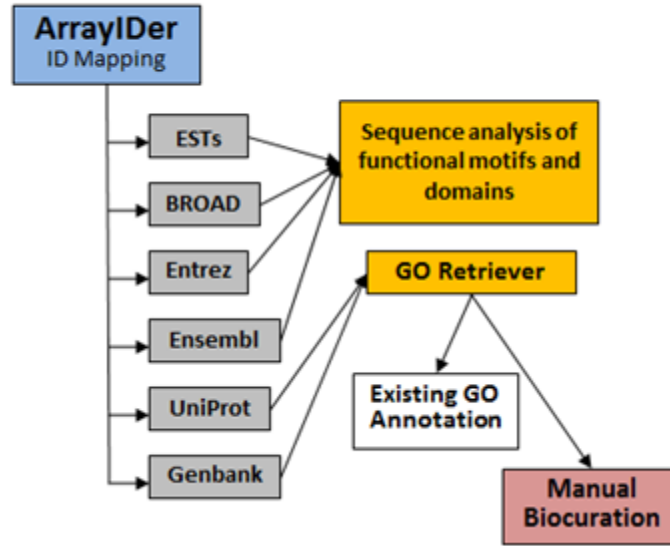 ArrayIDer
ID Mapping
ESTs
BROAD
Entrez
Ensembl
UniProt
Genbank
Sequence analysis of
functional motifs and
domains
GO Retriever
Existing GO
Annotation
Manual
Biocuration